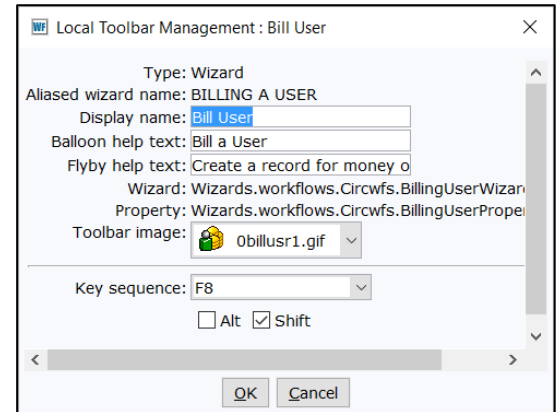 WF Local Toolbar Management : Bill User
Type: Wizard
Aliased wizard name: BILLING A USER
Display name: Bill User
Balloon help text: Bill a User
Flyby help text: Create a record for money o
Wizard: Wizards.workflows.Circwfs.BillingUserWizar
Property: Wizards.workflows.Circwfs.BillingUserProper
Toolbar image: 0billusr1.gif
Key sequence: F8
Alt Shift
OK Cancel